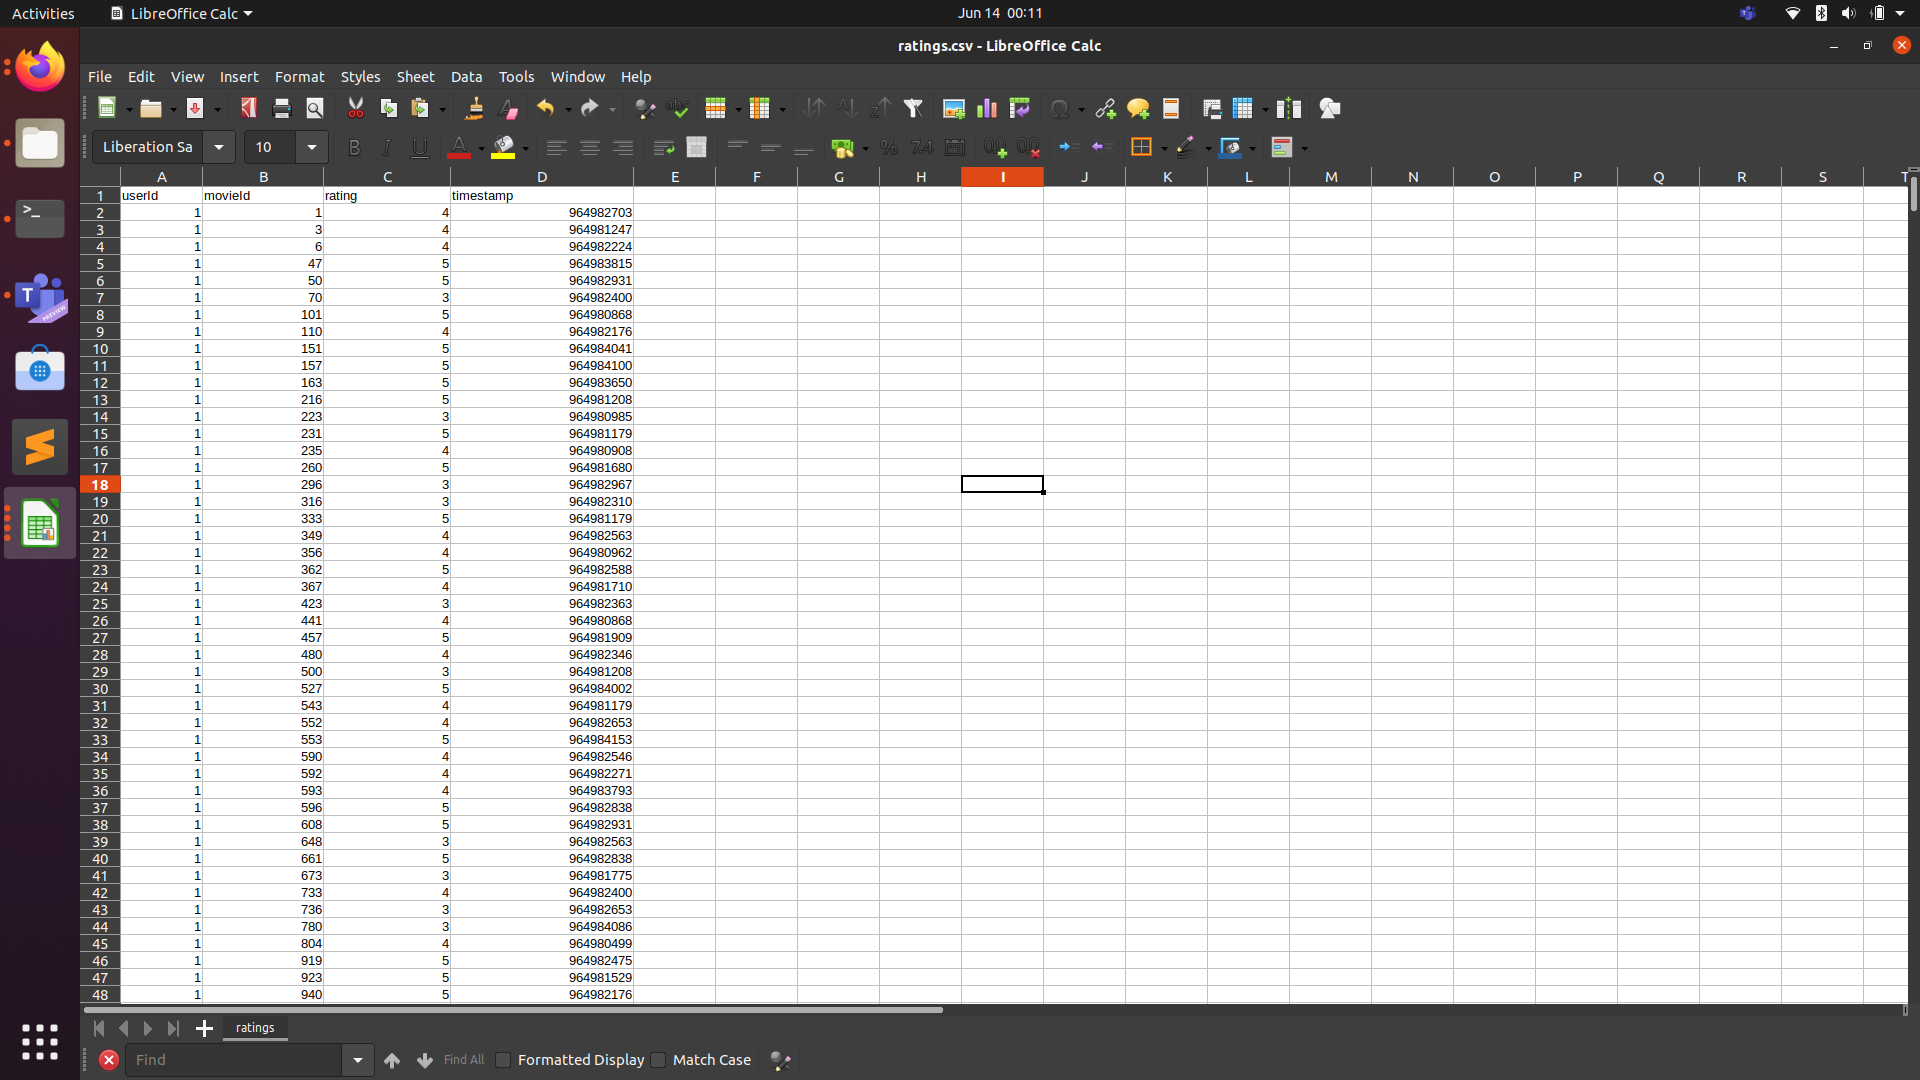 Activities LibreOffice Calc Jun 14 00:11
ratings.csv - LibreOffice Calc
File Edit View Insert Format Styles Sheet Data Tools Window Help
Liberation Sa 10
A B C D E F G H I J K L M N O P Q R S T
1 userId movieId rating timestamp
2 1 1 4 964982703
3 1 3 4 964981247
4 1 6 4 964982224
5 1 47 5 964983815
6 1 50 5 964982931
7 1 70 3 964982400
8 1 101 5 964980868
9 1 110 4 964982176
10 1 151 5 964984041
11 1 157 5 964984100
12 1 163 5 964983650
13 1 216 5 964981208
14 1 223 3 964980985
15 1 231 5 964981179
16 1 235 4 964980908
17 1 260 5 964981680
18 1 296 3 964982967
19 1 316 3 964982310
20 1 333 5 964981179
21 1 349 4 964982563
22 1 356 4 964980962
23 1 362 5 964982588
24 1 367 4 964981710
25 1 423 3 964982363
26 1 441 4 964980868
27 1 457 5 964981909
28 1 480 4 964982346
29 1 500 3 964981208
30 1 527 5 964984002
31 1 543 4 964981179
32 1 552 4 964982653
33 1 553 5 964984153
34 1 590 4 964982546
35 1 592 4 964982271
36 1 593 4 964983793
37 1 596 5 964982838
38 1 608 5 964982931
39 1 648 3 964982563
40 1 661 5 964982838
41 1 673 3 964981775
42 1 733 4 964982400
43 1 736 3 964982653
44 1 780 3 964984086
45 1 804 4 964980499
46 1 919 5 964982475
47 1 923 5 964981529
48 1 940 5 964982176
ratings
Find Find All Formatted Display Match Case